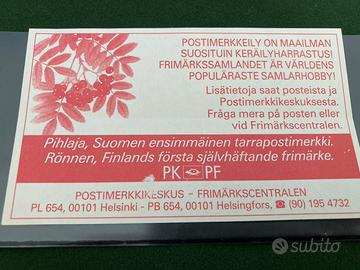 POSTIMERKKEILY ON MAAILMAN
SUOSITUIN KERÄILYHARRASTUS!
FRIMÄRKSSAMLANDET ÄR VÄRLDENS
POPULÄRASTE SAMLARHOBBY!
Lisätietoja saat posteista ja
Postimerkkikeskuksesta.
Fråga mera på posten eller
vid Frimärkscentralen.
Pihlaja, Suomen ensimmäinen tarrapostimerkki.
Rönnen, Finlands första självhäftande frimärke.
PK PF
POSTIMERKKIKESKUS - FRIMÄRKSCENTRALEN
PL 654, 00101 Helsinki - PB 654, 00101 Helsingfors, ☎ (90) 195 4732
subito